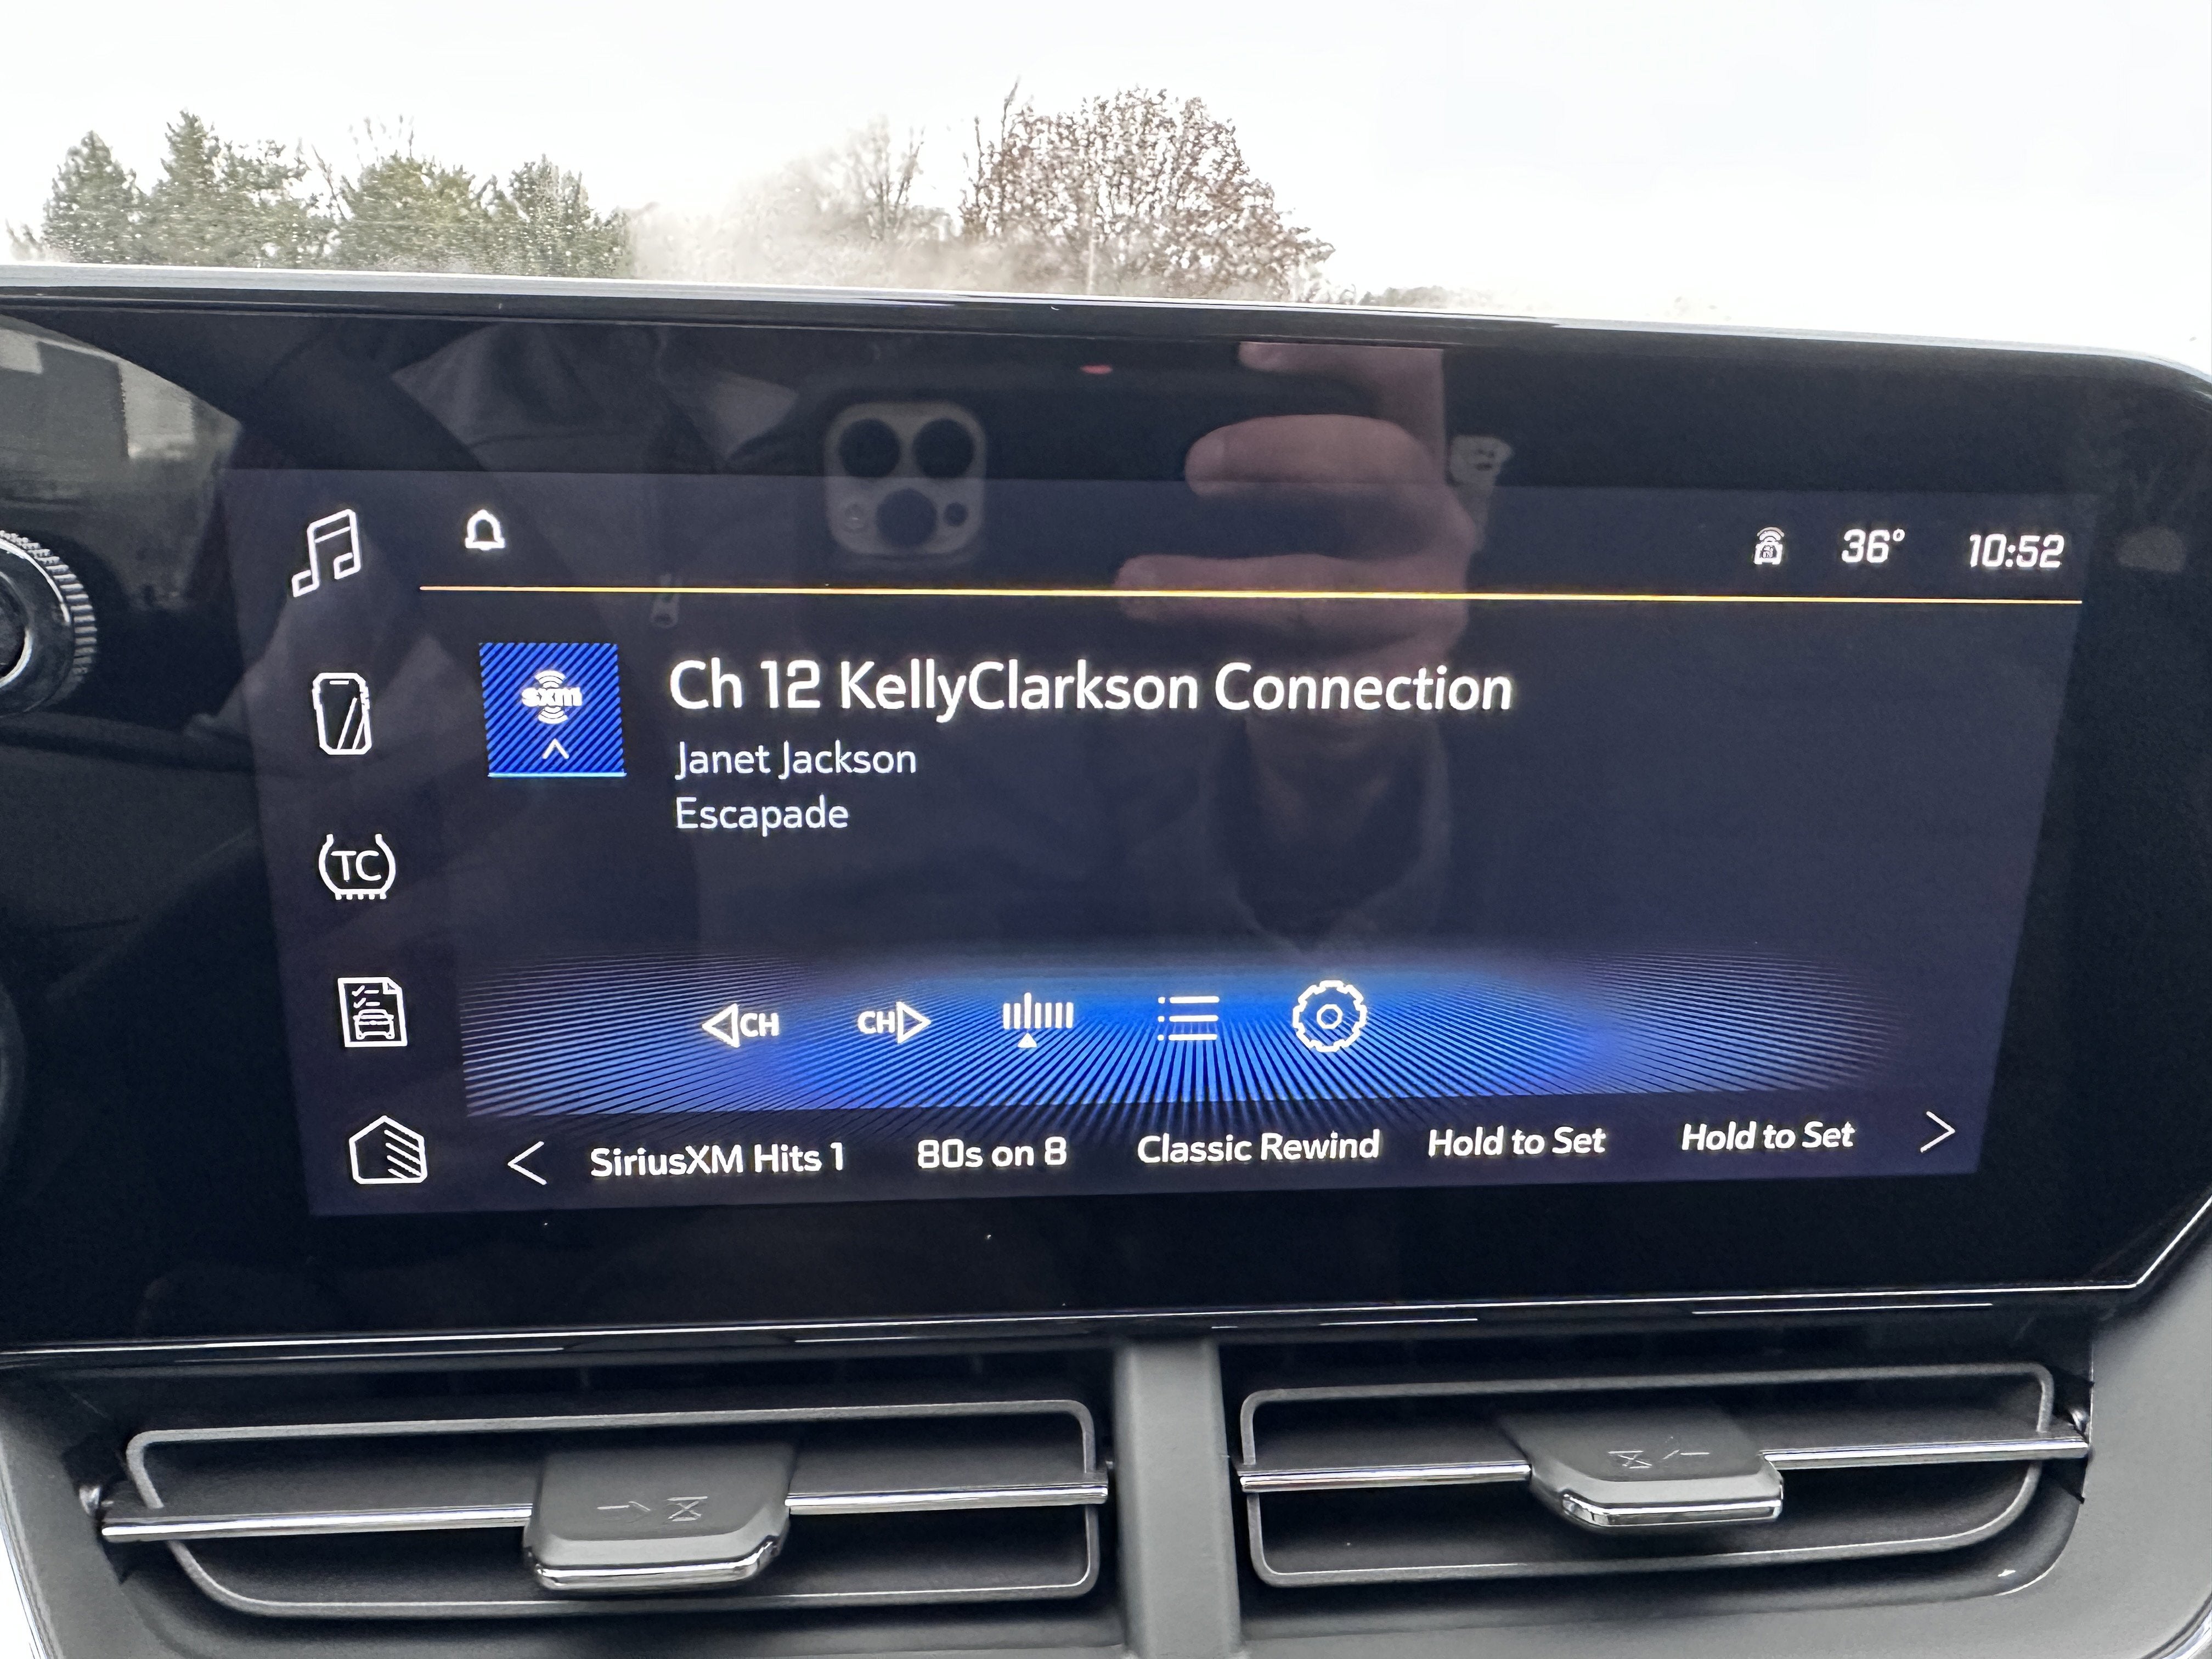 36° 10:52
sxm
Ch 12 KellyClarkson Connection
Janet Jackson
Escapade
TC
CH CH
SiriusXM Hits 1 80s on 8 Classic Rewind Hold to Set Hold to Set